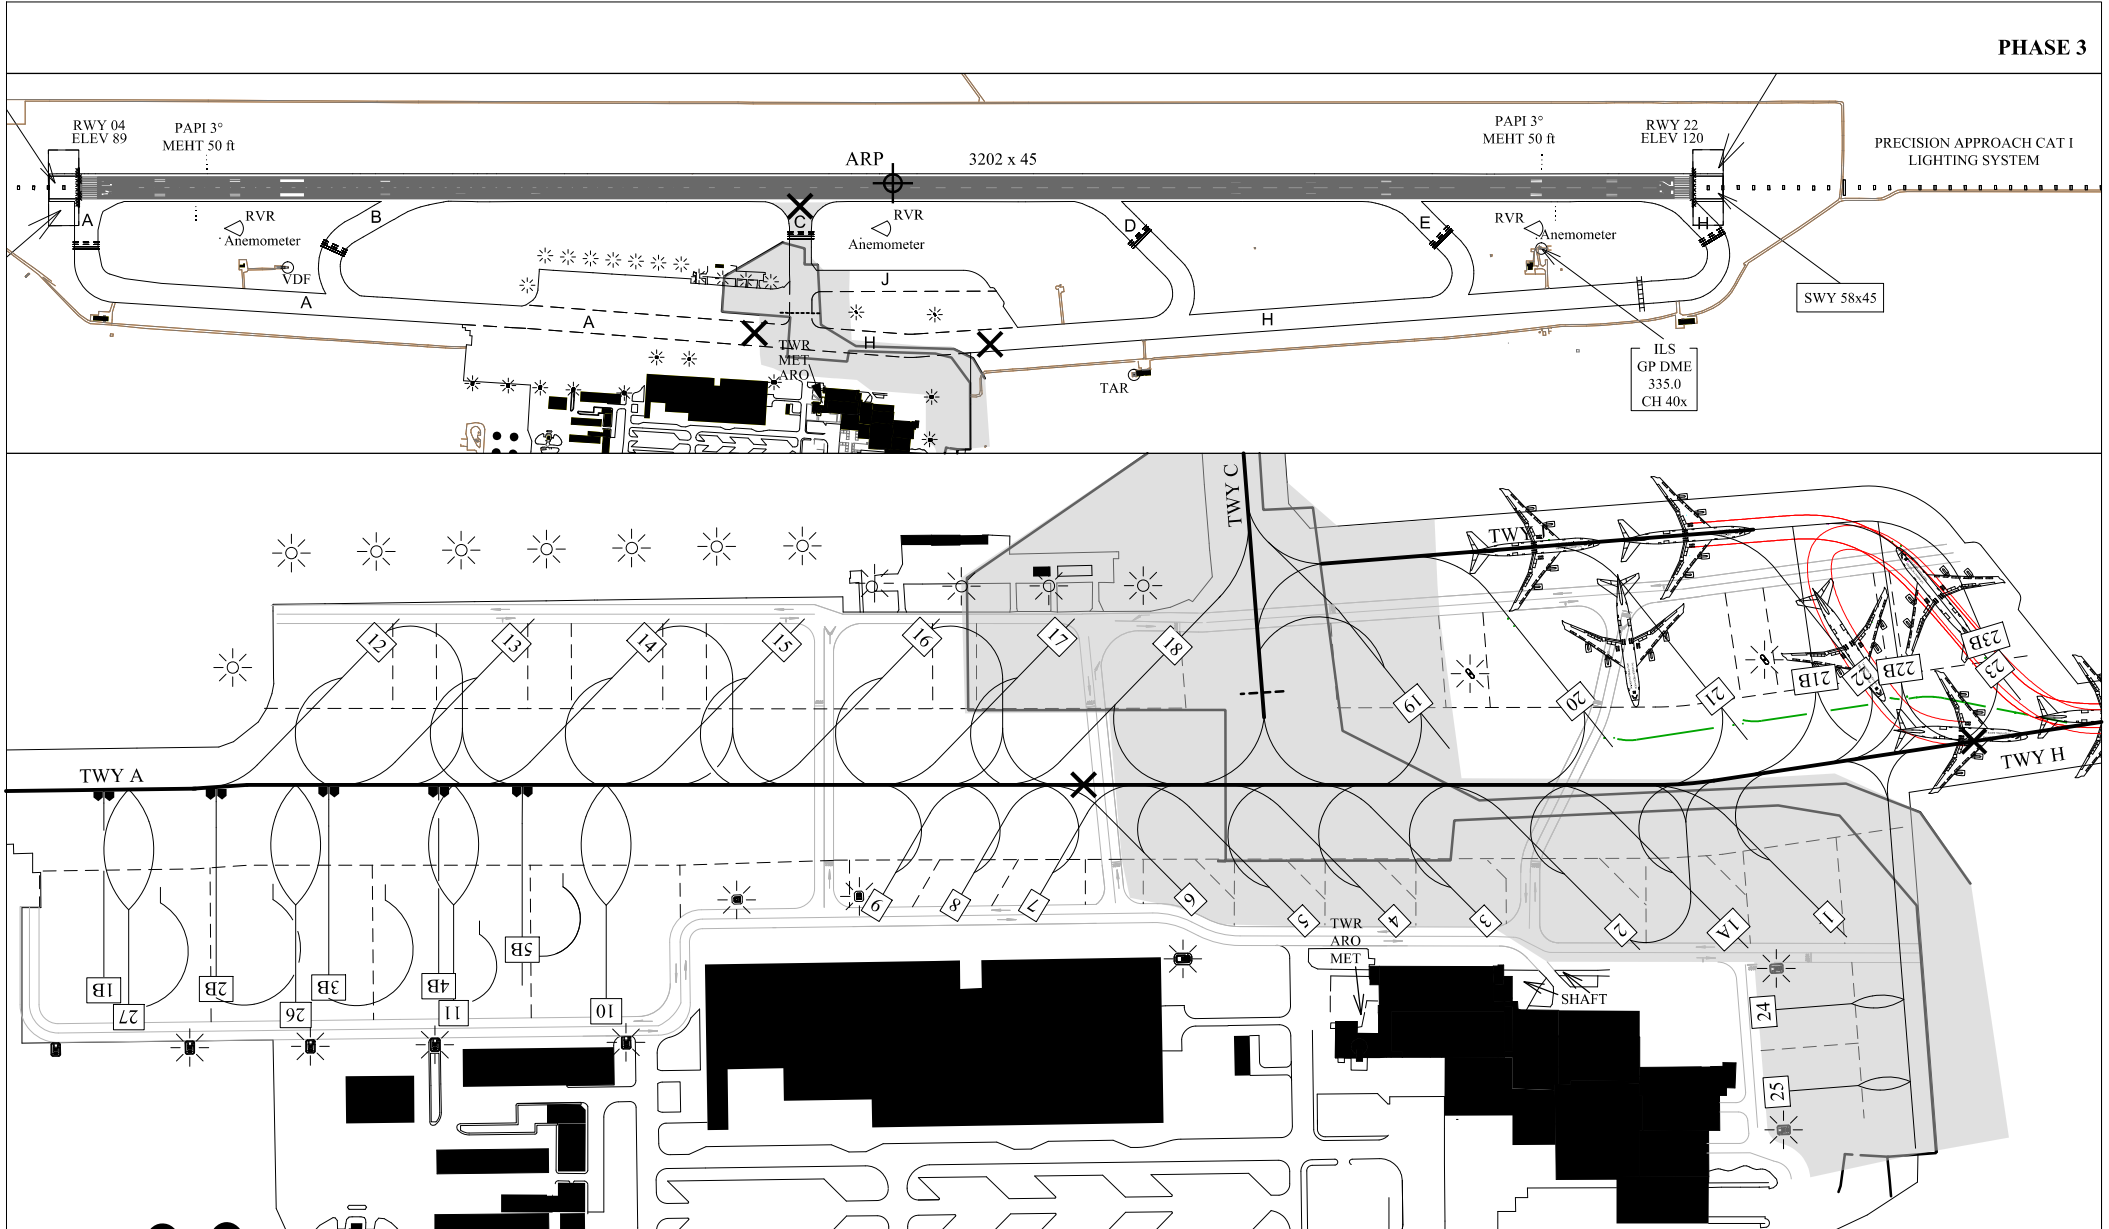 PHASE 3
RWY 04
ELEV 89
PAPI 3°
MEHT 50 ft
ARP
3202 x 45
PAPI 3°
MEHT 50 ft
RWY 22
ELEV 120
PRECISION APPROACH CAT I
LIGHTING SYSTEM
A
B
RVR
Anemometer
C
RVR
Anemometer
D
E
RVR
Anemometer
H
VDF
A
A
J
H
H
SWY 58x45
TWR
MET
ARO
TAR
ILS
GP DME
335.0
CH 40x
TWY C
TWY J
12
13
14
15
16
17
18
19
20
21
21B
22
22B
23
23B
TWY A
TWY H
9
8
7
6
5
4
3
2
1A
1
1B
27
2B
26
3B
4B
11
5B
10
TWR
ARO
MET
SHAFT
24
25